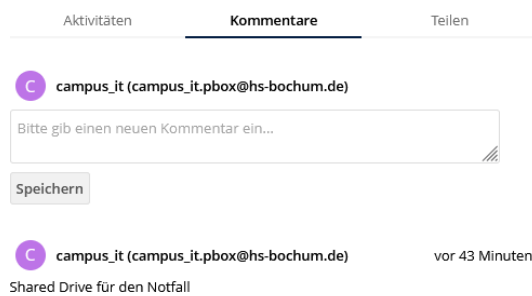 Aktivitäten Kommentare Teilen
C campus_it (campus_it.pbox@hs-bochum.de)
Bitte gib einen neuen Kommentar ein...
Speichern
C campus_it (campus_it.pbox@hs-bochum.de) vor 43 Minuten
Shared Drive für den Notfall